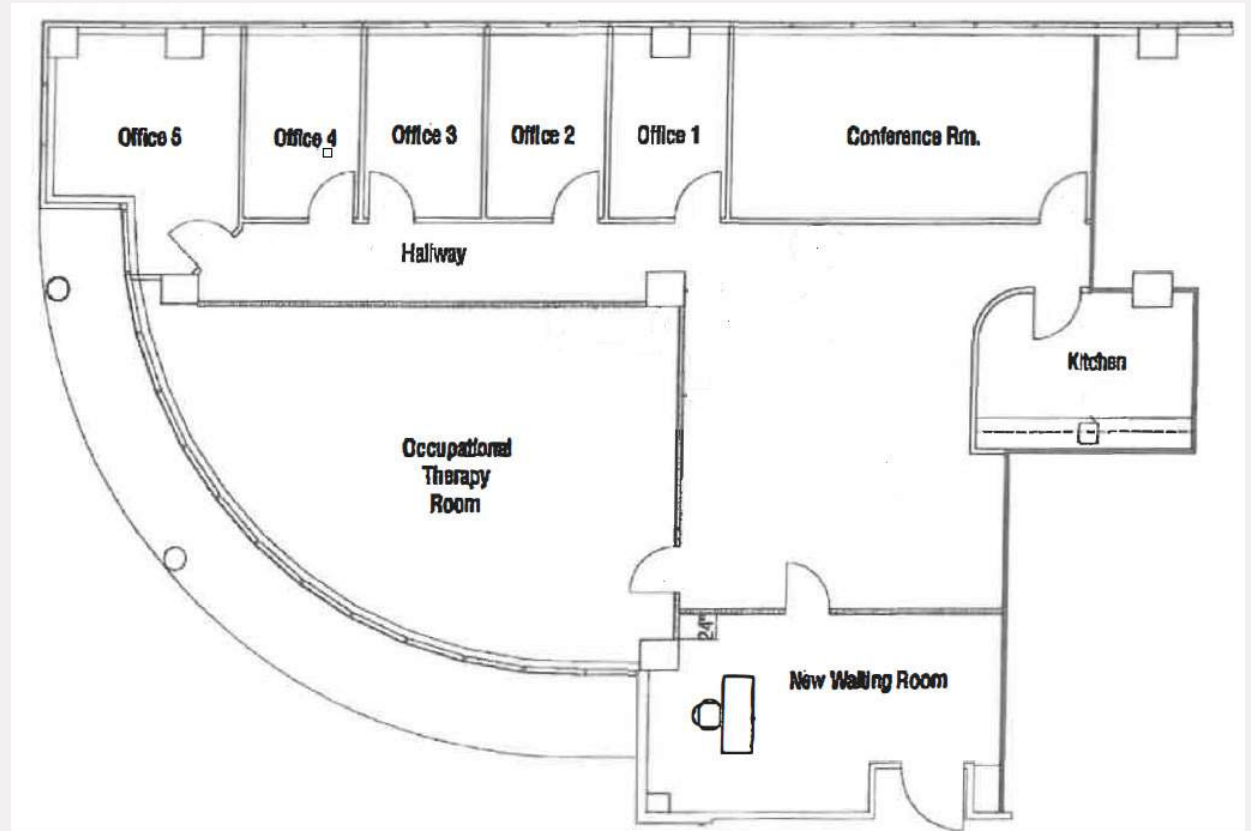 Office 5
Office 4
Office 3
Office 2
Office 1
Conference Rm.
Hallway
Kitchen
Occupational
Therapy
Room
24"
New Waiting Room